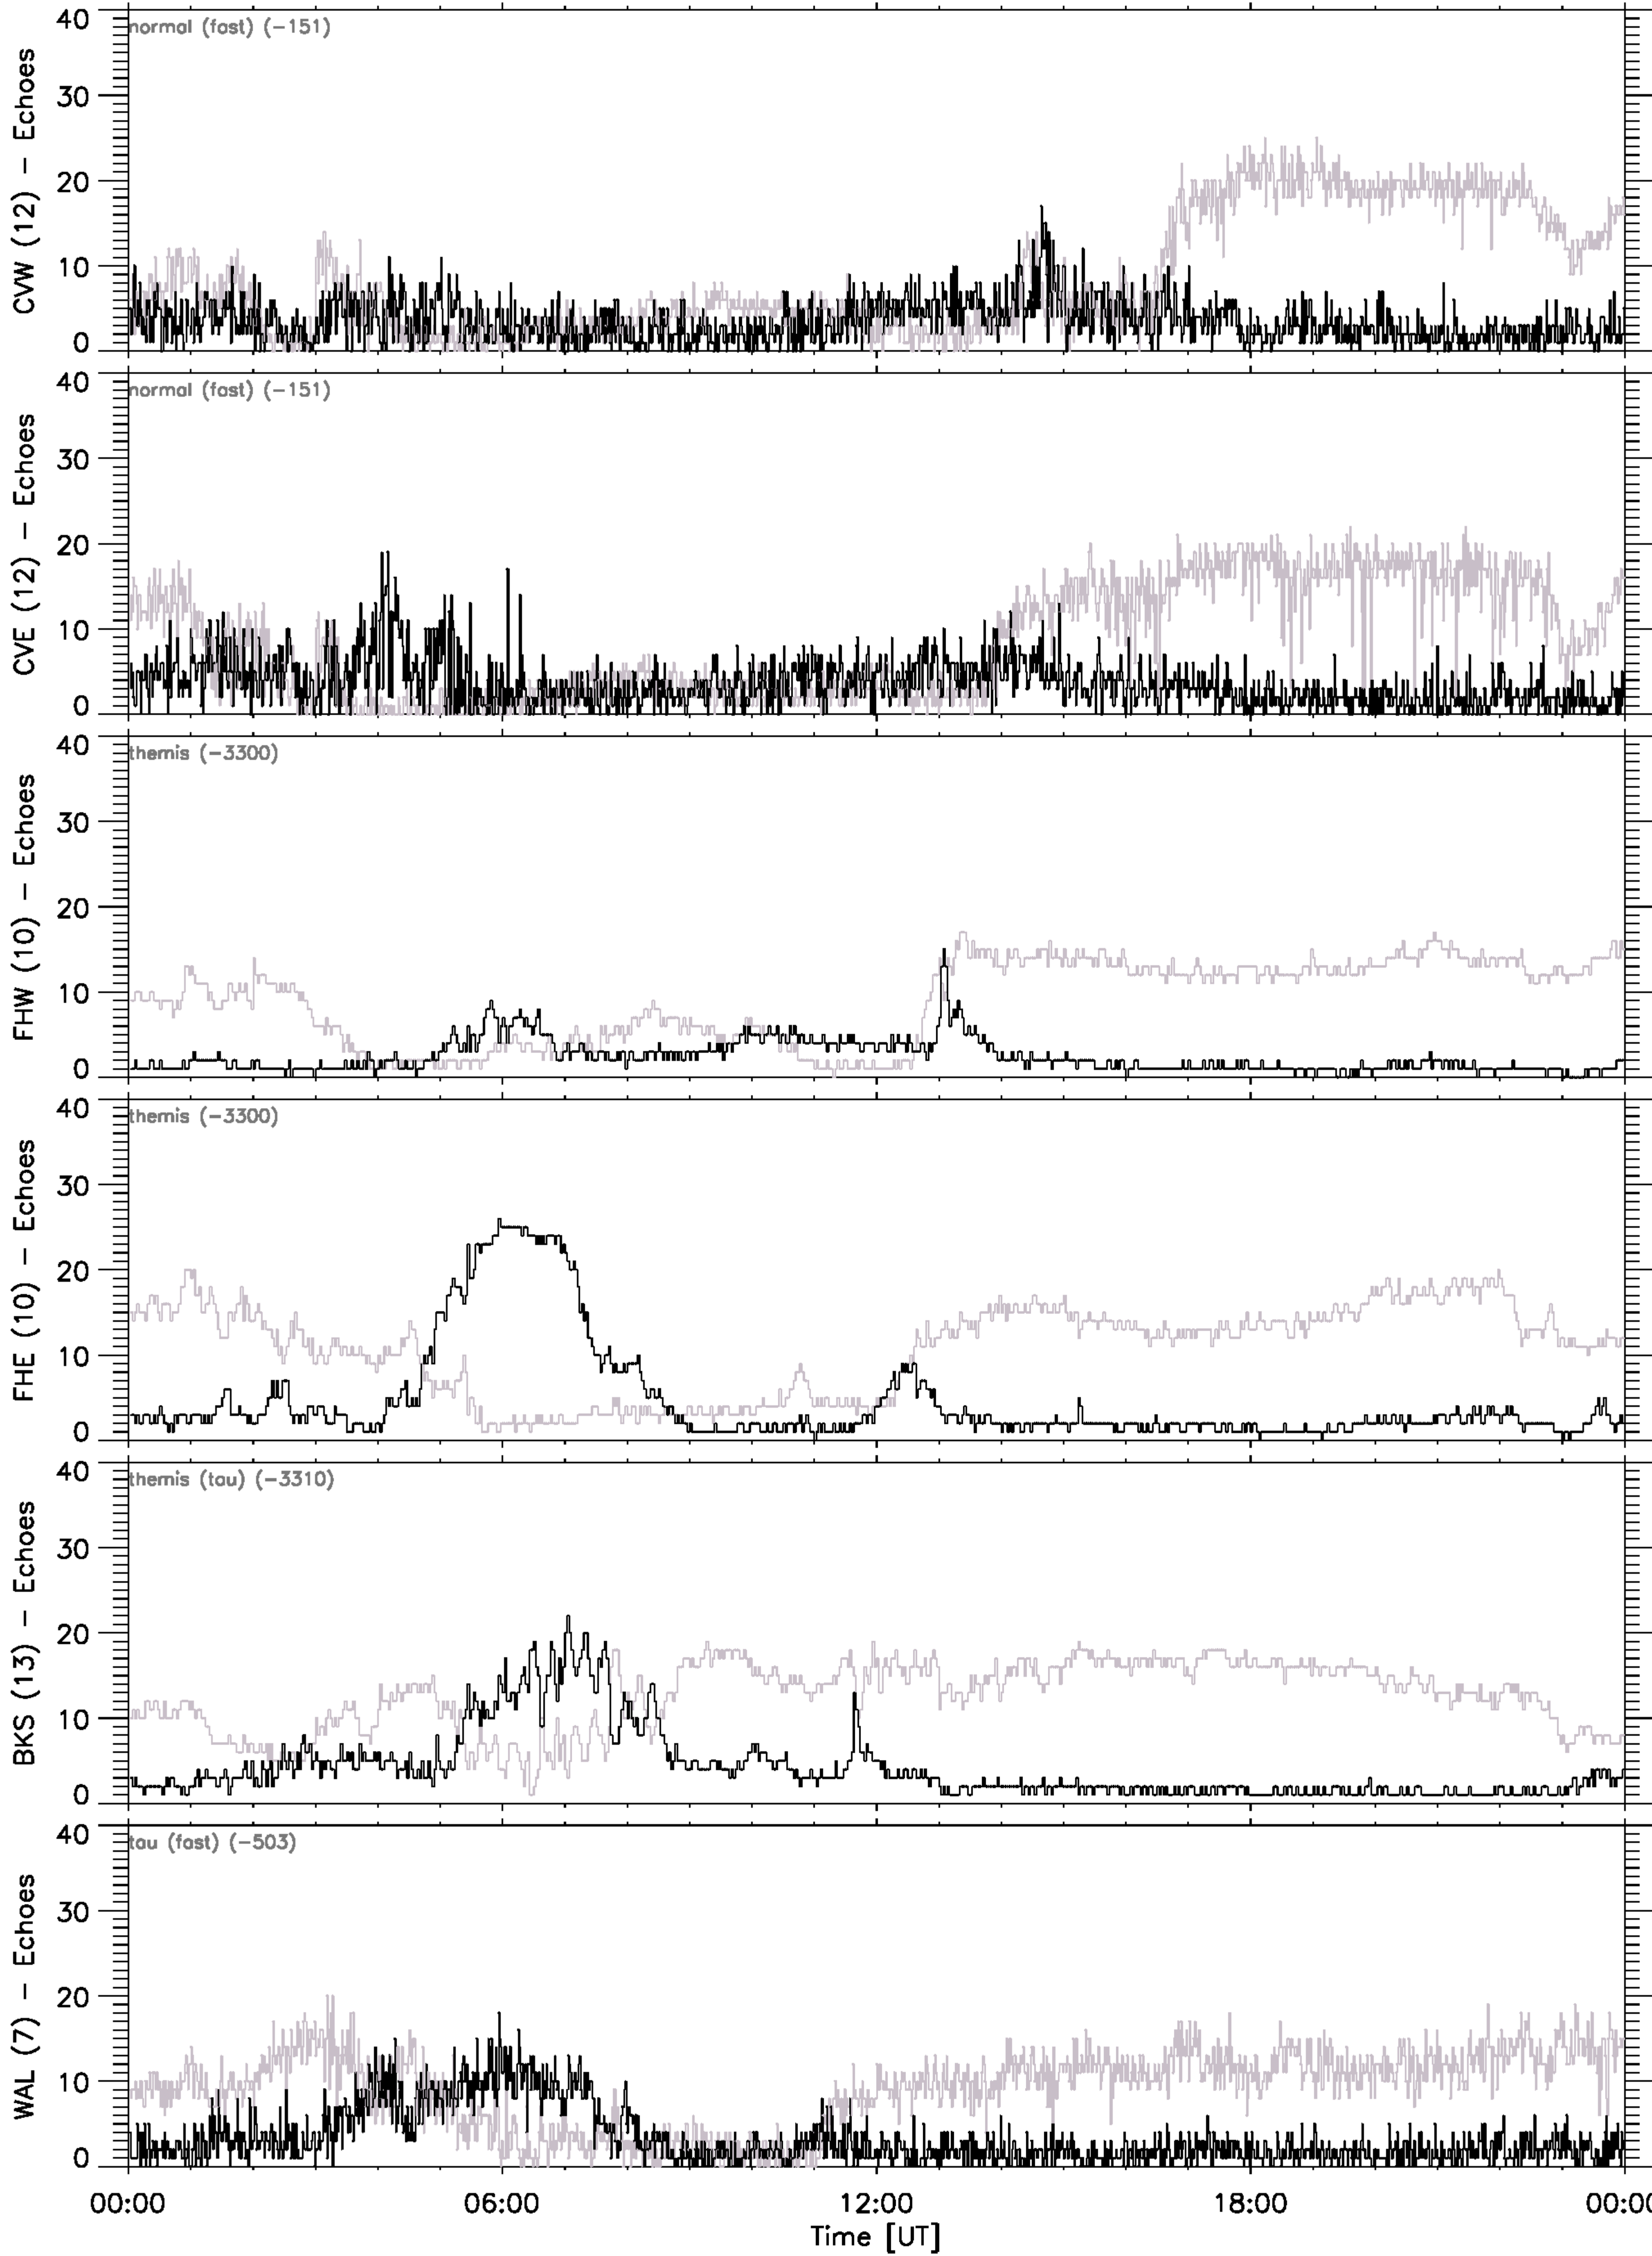 40
normal (fast) (-151)
30
20
10
0
CVW (12) - Echoes
40
normal (fast) (-151)
30
20
10
0
CVE (12) - Echoes
40
themis (-3300)
30
20
10
0
FHW (10) - Echoes
40
themis (-3300)
30
20
10
0
FHE (10) - Echoes
40
themis (tau) (-3310)
30
20
10
0
BKS (13) - Echoes
40
tau (fast) (-503)
30
20
10
0
WAL (7) - Echoes
00:00 06:00 12:00 18:00 00:00
Time [UT]